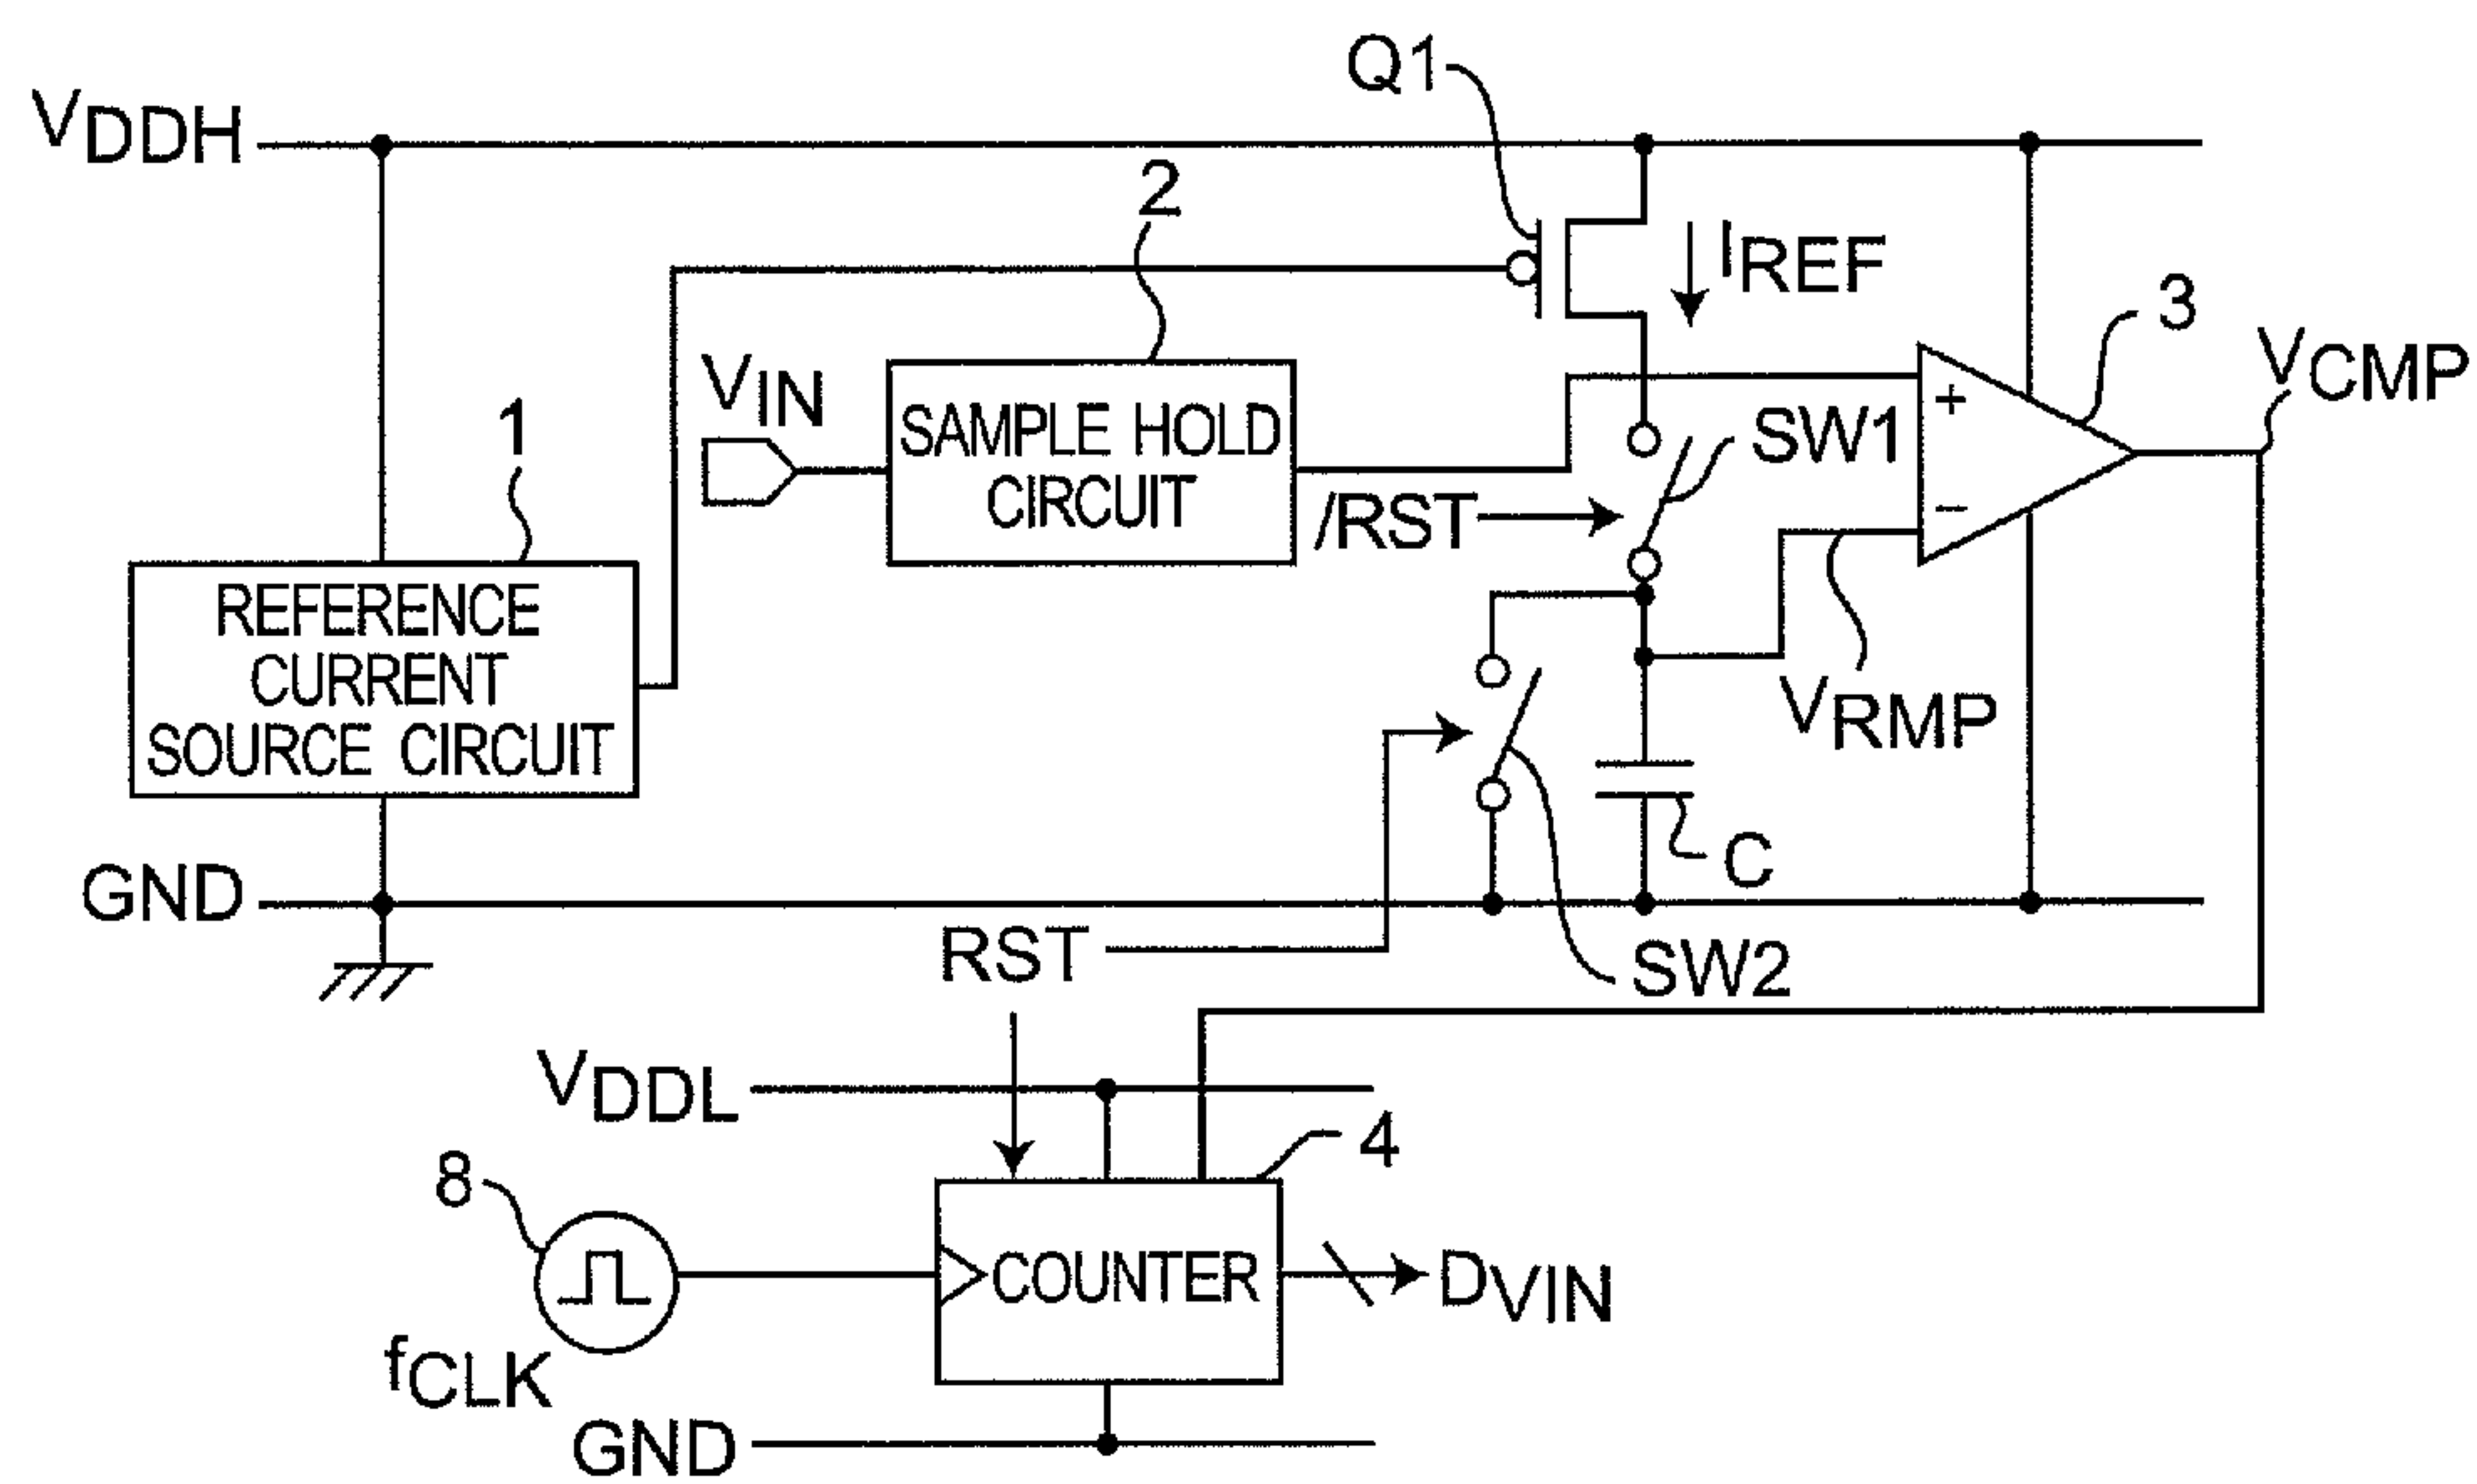 Q1
VDDH
2
IREF
3
VCMP
VIN
1
SAMPLE HOLD
CIRCUIT
+
SW1
/RST
−
REFERENCE
CURRENT
SOURCE CIRCUIT
VRMP
C
GND
RST
SW2
VDDL
4
8
COUNTER
DVIN
fCLK
GND